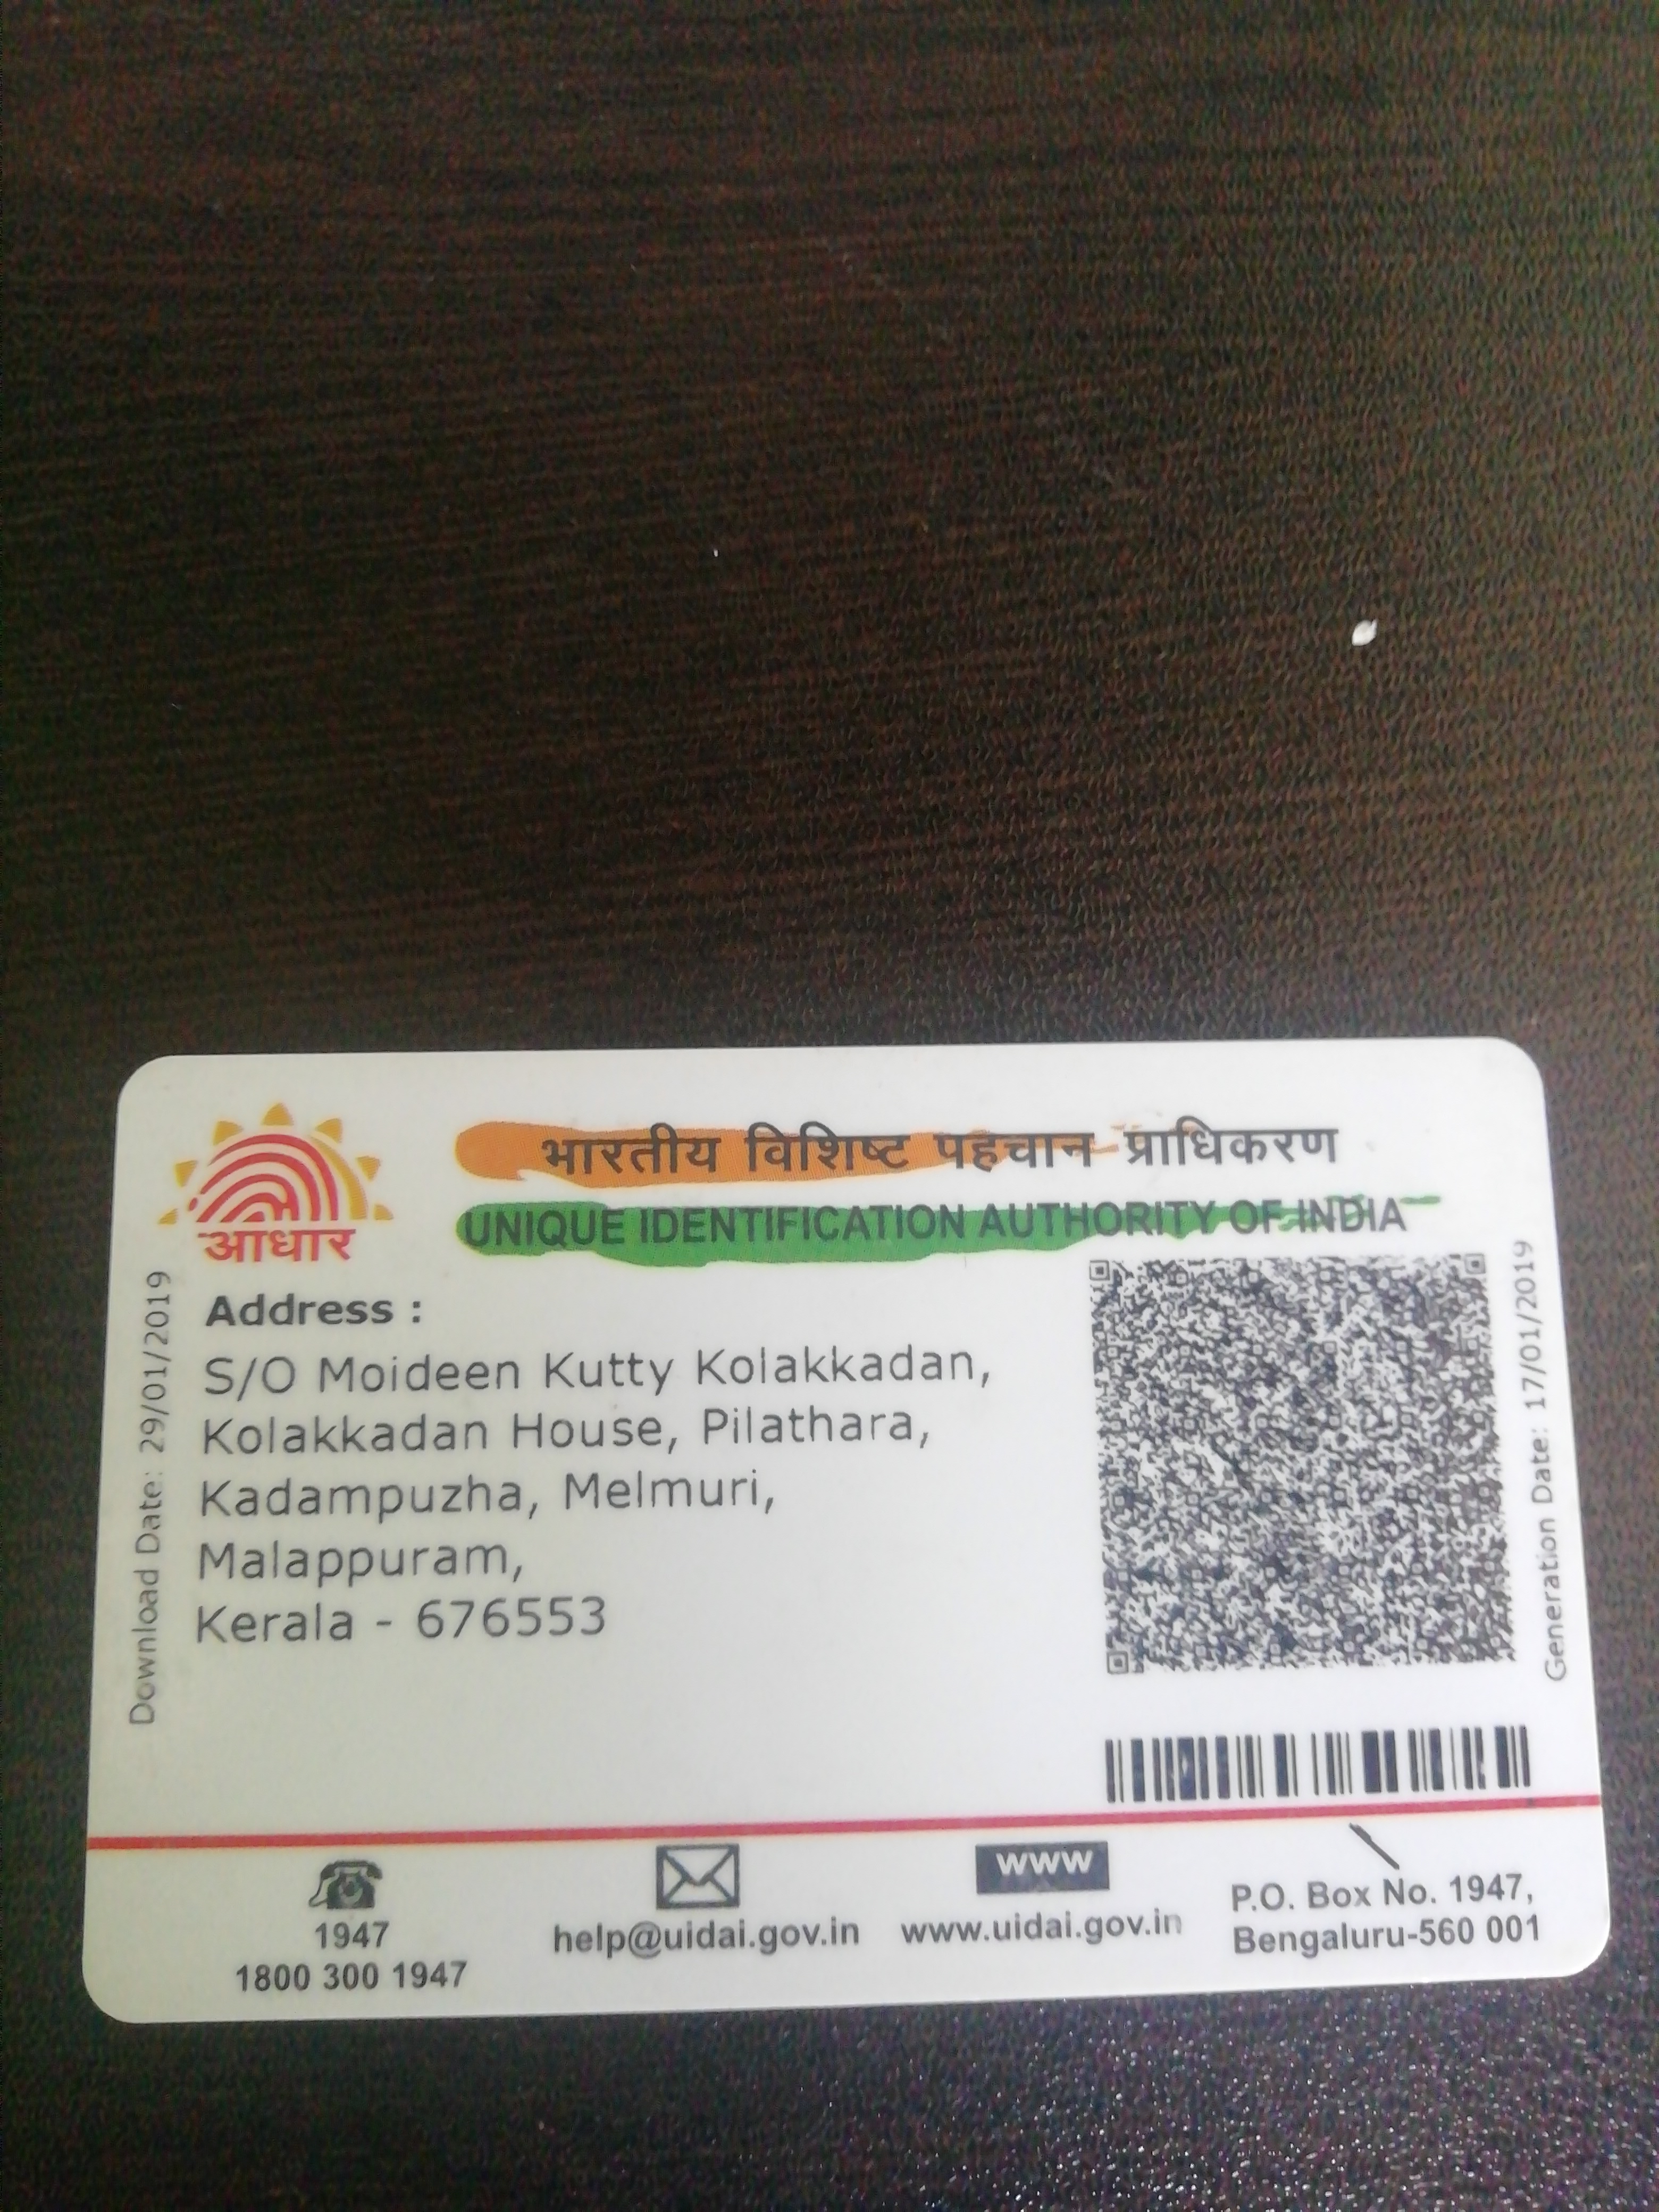 भारतीय विशिष्ट पहचान प्राधिकरण
UNIQUE IDENTIFICATION AUTHORITY OF INDIA
आधार
Download Date: 29/01/2019
Address :
S/O Moideen Kutty Kolakkadan,
Kolakkadan House, Pilathara,
Kadampuzha, Melmuri,
Malappuram,
Kerala - 676553
Generation Date: 17/01/2019
1947
1800 300 1947
help@uidai.gov.in
www
www.uidai.gov.in
P.O. Box No. 1947,
Bengaluru-560 001